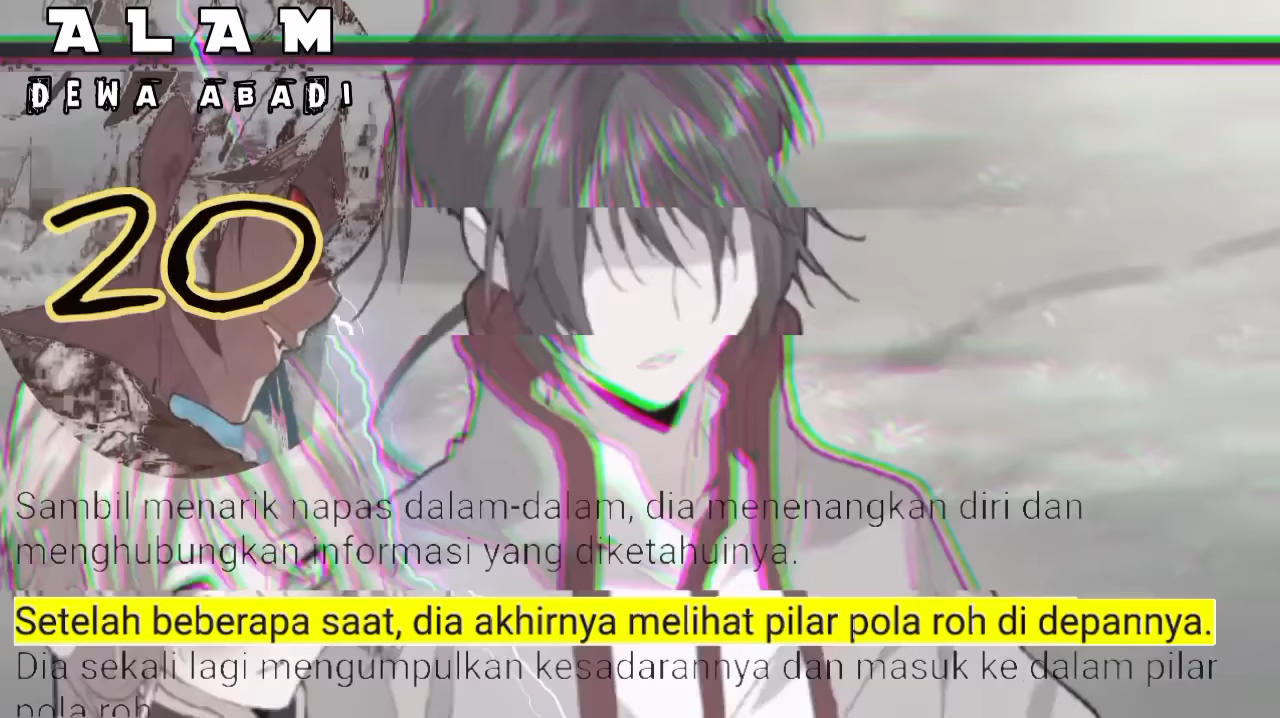 ALAM
DEWA ABADI
20
Sambil menarik napas dalam-dalam, dia menenangkan diri dan
menghubungkan informasi yang diketahuinya.
Setelah beberapa saat, dia akhirnya melihat pilar pola roh di depannya.
Dia sekali lagi mengumpulkan kesadarannya dan masuk ke dalam pilar
pola roh